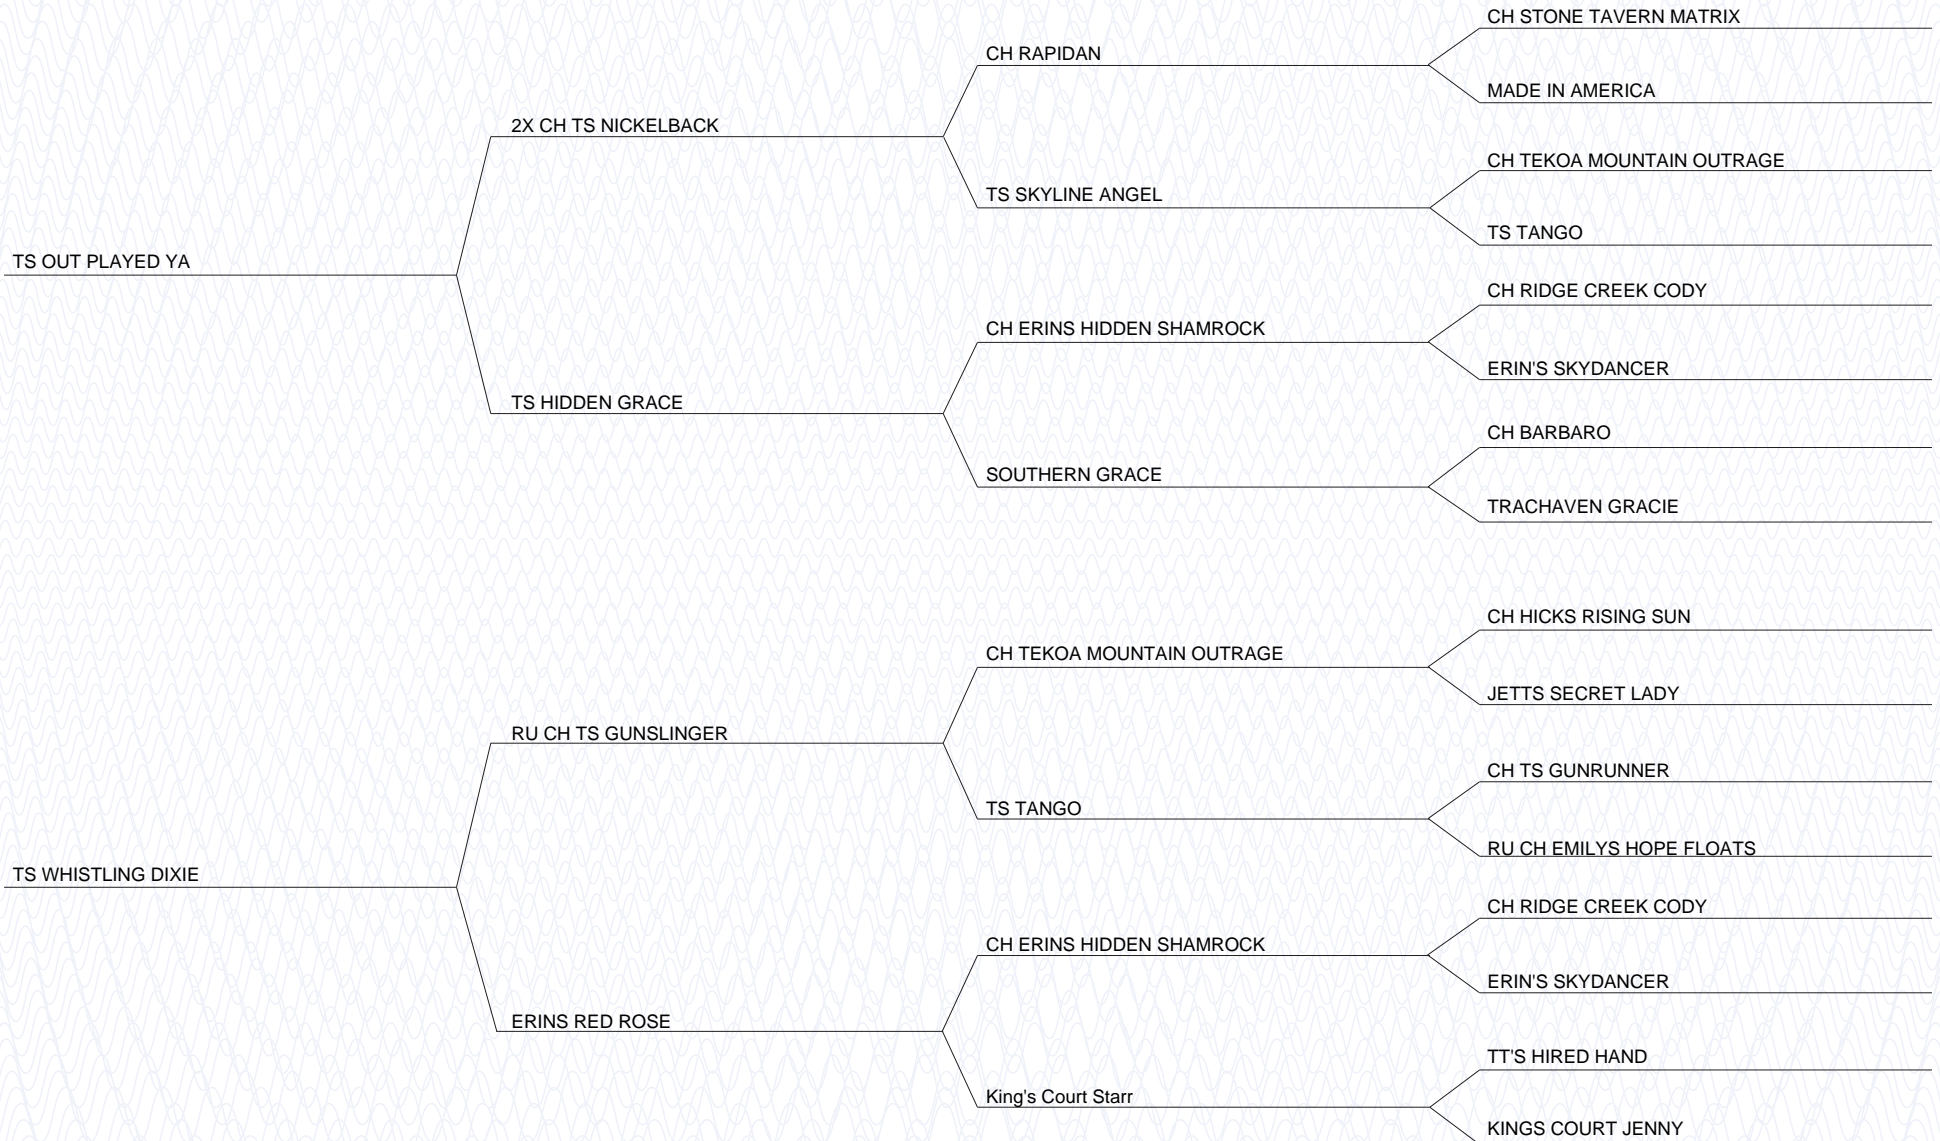 CH STONE TAVERN MATRIX
CH RAPIDAN
MADE IN AMERICA
2X CH TS NICKELBACK
CH TEKOA MOUNTAIN OUTRAGE
TS SKYLINE ANGEL
TS TANGO
TS OUT PLAYED YA
CH RIDGE CREEK CODY
CH ERINS HIDDEN SHAMROCK
ERIN'S SKYDANCER
TS HIDDEN GRACE
CH BARBARO
SOUTHERN GRACE
TRACHAVEN GRACIE
CH HICKS RISING SUN
CH TEKOA MOUNTAIN OUTRAGE
JETTS SECRET LADY
RU CH TS GUNSLINGER
CH TS GUNRUNNER
TS TANGO
RU CH EMILYS HOPE FLOATS
TS WHISTLING DIXIE
CH RIDGE CREEK CODY
CH ERINS HIDDEN SHAMROCK
ERIN'S SKYDANCER
ERINS RED ROSE
TT'S HIRED HAND
King's Court Starr
KINGS COURT JENNY